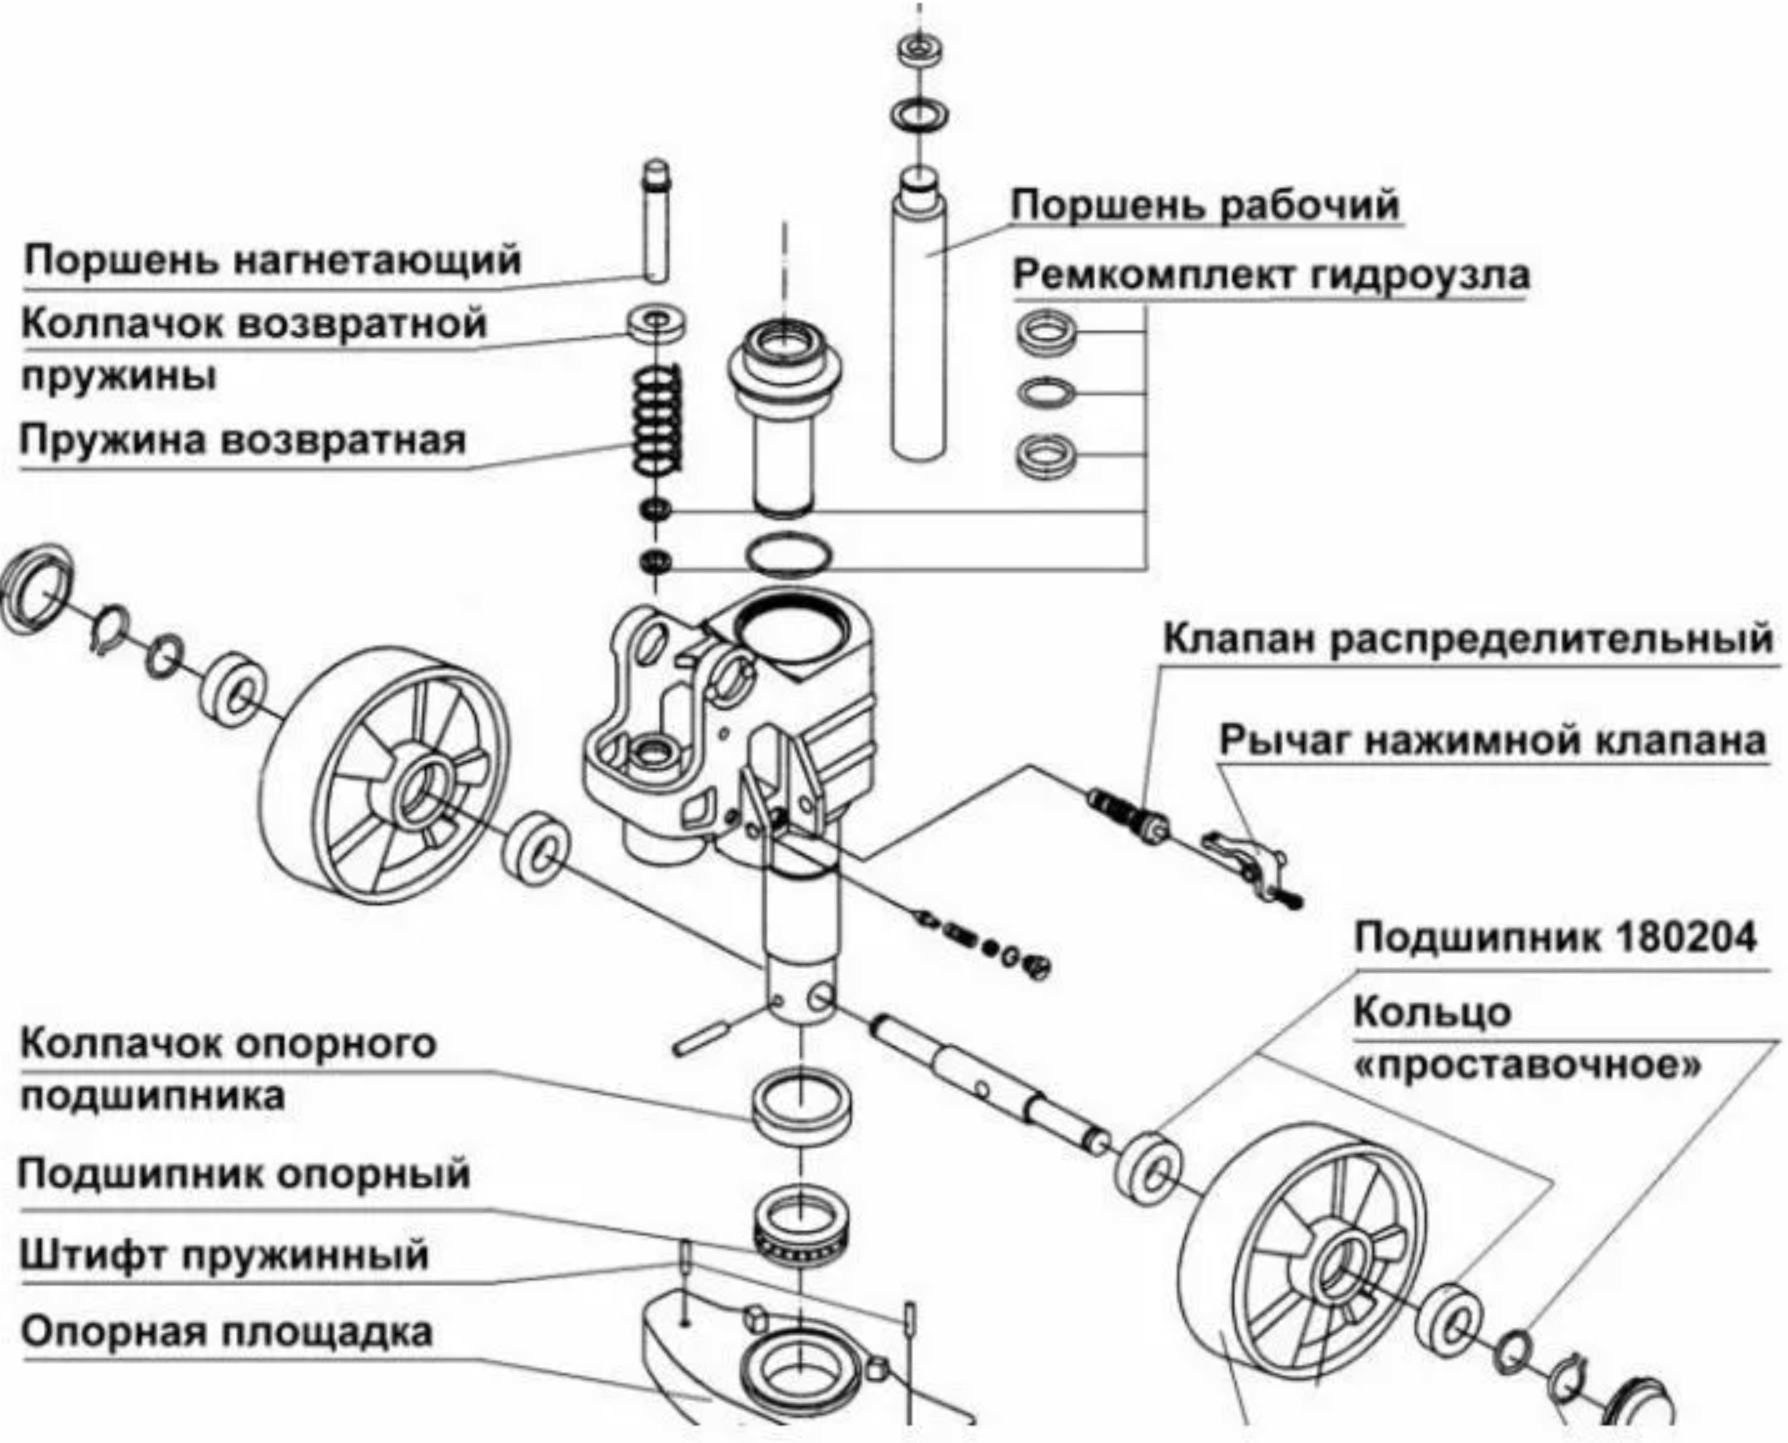 Поршень рабочий
Поршень нагнетающий
Ремкомплект гидроузла
Колпачок возвратной
пружины
Пружина возвратная
Клапан распределительный
Рычаг нажимной клапана
Подшипник 180204
Кольцо
«проставочное»
Колпачок опорного
подшипника
Подшипник опорный
Штифт пружинный
Опорная площадка